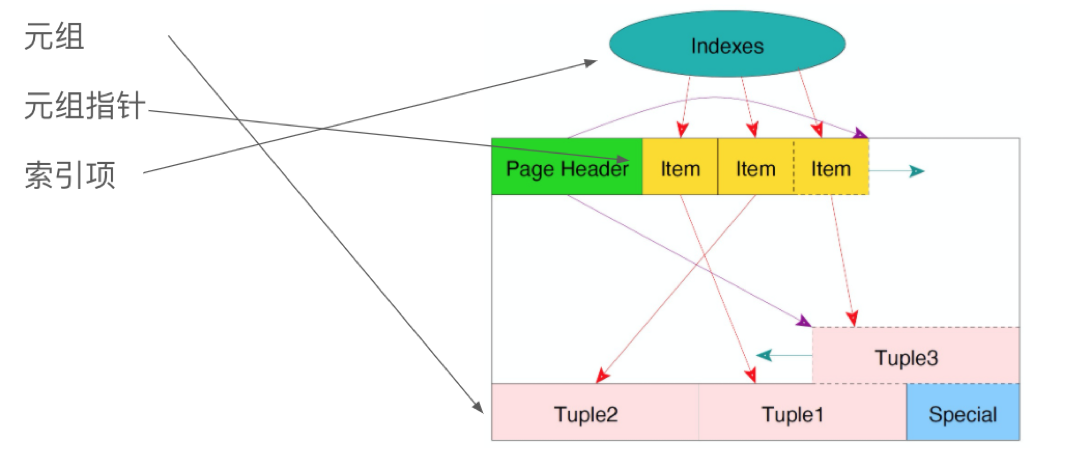 元组
元组指针
索引项
Indexes
Page Header Item Item Item
Tuple3
Tuple2 Tuple1 Special